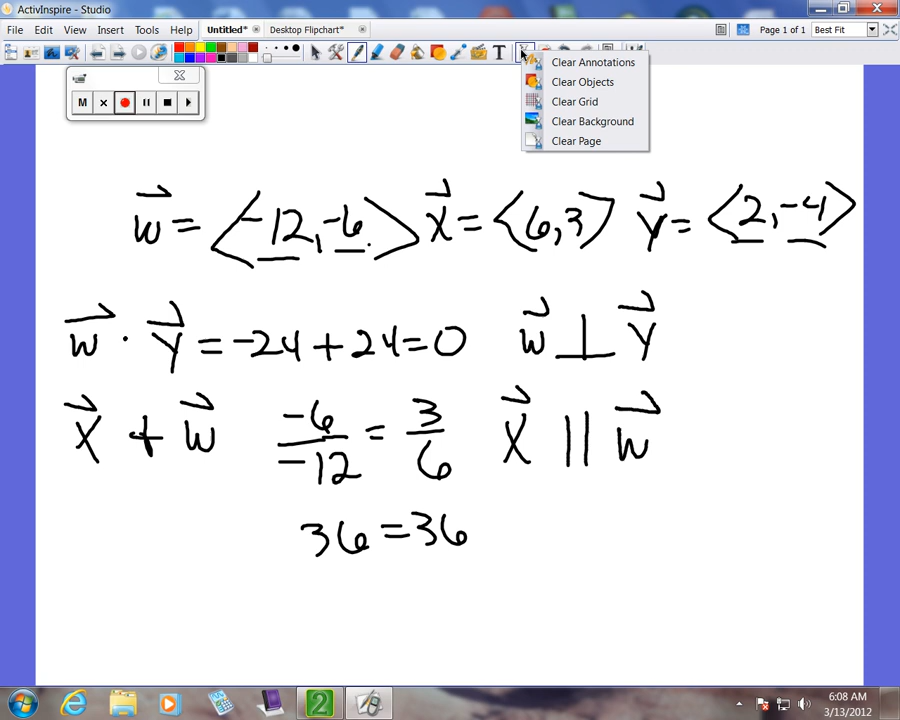 ActivInspire - Studio
File Edit View Insert Tools Help Untitled* Desktop Flipchart* Page 1 of 1 Best Fit
T
M
Clear Annotations
Clear Objects
Clear Grid
Clear Background
Clear Page
w⃗ = <-12, -6> x⃗ = <6,3> y⃗ = <2, -4>
w⃗ · y⃗ = -24 + 24 = 0 w⃗ ⊥ y⃗
x⃗ + w⃗ -6/-12 = 3/6 x⃗ || w⃗
36 = 36
2
6:08 AM
3/13/2012